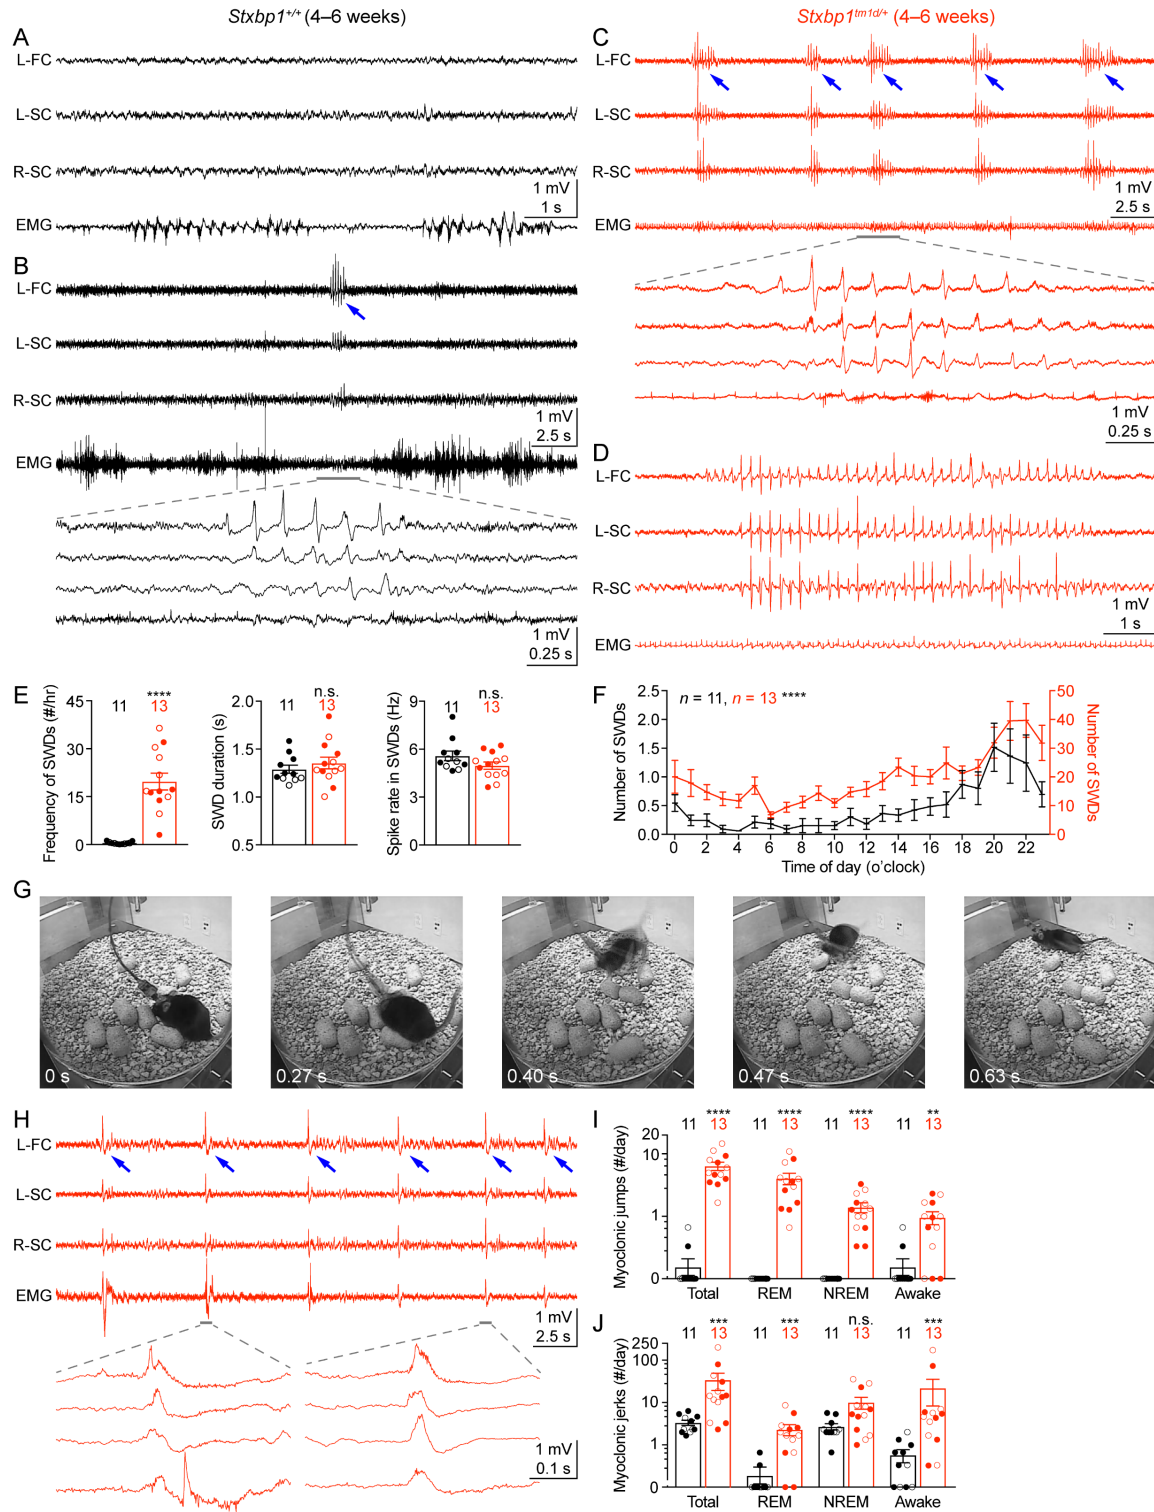 Stxbp1+/+ (4–6 weeks)
Stxbp1tm1d/+ (4–6 weeks)
A
L-FC
L-SC
R-SC
1 mV
1 s
EMG
B
L-FC
L-SC
R-SC
1 mV
2.5 s
EMG
1 mV
0.25 s
C
L-FC
L-SC
R-SC
1 mV
2.5 s
EMG
1 mV
0.25 s
D
L-FC
L-SC
R-SC
1 mV
1 s
EMG
E
Frequency of SWDs (#/hr)
45
30
15
0
11
****
13
SWD duration (s)
2.0
1.5
1.0
0.5
11
n.s.
13
Spike rate in SWDs (Hz)
9
6
3
0
11
n.s.
13
F
n = 11, n = 13 ****
Number of SWDs
2.5
2.0
1.5
1.0
0.5
0.0
50
40
30
20
10
0
Number of SWDs
0 2 4 6 8 10 12 14 16 18 20 22
Time of day (o'clock)
G
0 s
0.27 s
0.40 s
0.47 s
0.63 s
H
L-FC
L-SC
R-SC
EMG
1 mV
2.5 s
1 mV
0.1 s
I
Myoclonic jumps (#/day)
20
10
1
0
**** **** **** **
11 13 11 13 11 13 11 13
Total REM NREM Awake
J
Myoclonic jerks (#/day)
250
100
10
1
0
*** *** n.s. ***
11 13 11 13 11 13 11 13
Total REM NREM Awake